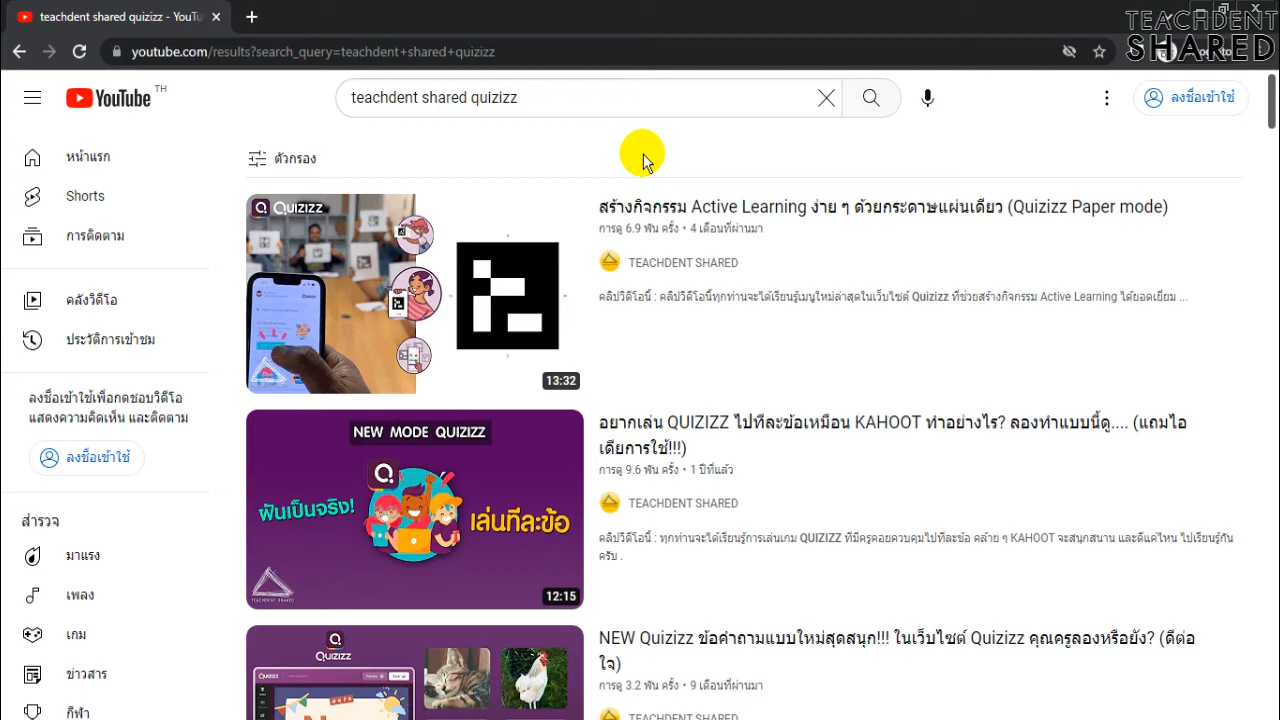 teachdent shared quizizz - YouTu
TEACHDENT
SHARED
youtube.com/results?search_query=teachdent+shared+quizizz
YouTube TH
teachdent shared quizizz
ลงชื่อเข้าใช้
หน้าแรก
Shorts
การติดตาม
คลังวิดีโอ
ประวัติการเข้าชม
ลงชื่อเข้าใช้เพื่อกดชอบวิดีโอ
แสดงความคิดเห็น และติดตาม
ลงชื่อเข้าใช้
สำรวจ
มาแรง
เพลง
เกม
ข่าวสาร
กีฬา
ตัวกรอง
QUIZIZZ
13:32
สร้างกิจกรรม Active Learning ง่าย ๆ ด้วยกระดาษแผ่นเดียว (Quizizz Paper mode)
การดู 6.9 พัน ครั้ง • 4 เดือนที่ผ่านมา
TEACHDENT SHARED
คลิปวิดีโอนี้ : คลิปวิดีโอนี้ทุกท่านจะได้เรียนรู้เมนูใหม่ล่าสุดในเว็บไซต์ Quizizz ที่ช่วยสร้างกิจกรรม Active Learning ได้ยอดเยี่ยม ...
NEW MODE QUIZIZZ
ฝันเป็นจริง!
เล่นทีละข้อ
TEACHDENT SHARED
12:15
อยากเล่น QUIZIZZ ไปทีละข้อเหมือน KAHOOT ทำอย่างไร? ลองทำแบบนี้ดู.... (แถมไอ
เดียการใช้!!!)
การดู 9.6 พัน ครั้ง • 1 ปีที่แล้ว
TEACHDENT SHARED
คลิปวิดีโอนี้ : ทุกท่านจะได้เรียนรู้การเล่นเกม QUIZIZZ ที่มีครูคอยควบคุมไปทีละข้อ คล้าย ๆ KAHOOT จะสนุกสนาน และดีแค่ไหน ไปเรียนรู้กัน
ครับ .
QUIZIZZ
QUIZIZZ
NEW Quizizz ข้อคำถามแบบใหม่สุดสนุก!!! ในเว็บไซต์ Quizizz คุณครูลองหรือยัง? (ดีต่อ
ใจ)
การดู 3.2 พัน ครั้ง • 9 เดือนที่ผ่านมา
TEACHDENT SHARED